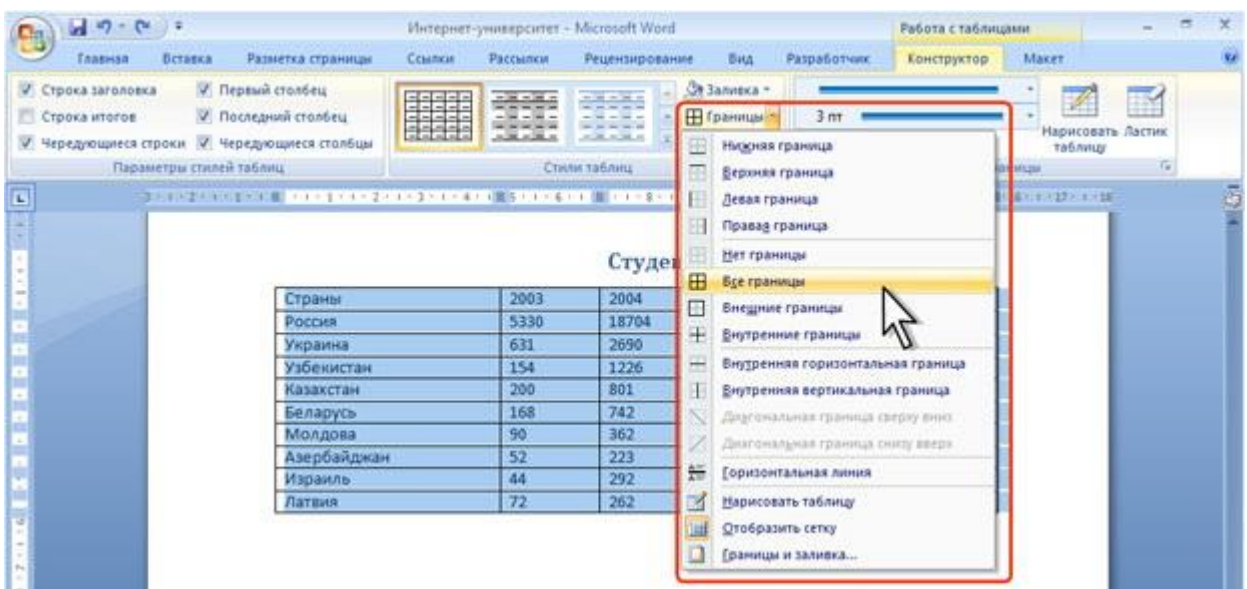 Интернет-университет - Microsoft Word
Работа с таблицами
Главная Вставка Разметка страницы Ссылки Рассылки Рецензирование Вид Разработчик Конструктор Макет
Строка заголовка Первый столбец
Строка итогов Последний столбец
Чередующиеся строки Чередующиеся столбцы
Параметры стилей таблиц
Стили таблиц
Заливка
Границы
3 пт
Нарисовать таблицу
Ластик
Нижняя граница
Верхняя граница
Левая граница
Правая граница
Нет границы
Все границы
Внешние границы
Внутренние границы
Внутренняя горизонтальная граница
Внутренняя вертикальная граница
Диагональная граница сверху вниз
Диагональная граница снизу вверх
Горизонтальная линия
Нарисовать таблицу
Отобразить сетку
Границы и заливка...
Страны 2003 2004
Россия 5330 18704
Украина 631 2690
Узбекистан 154 1226
Казахстан 200 801
Беларусь 168 742
Молдова 90 362
Азербайджан 52 223
Израиль 44 292
Латвия 72 262